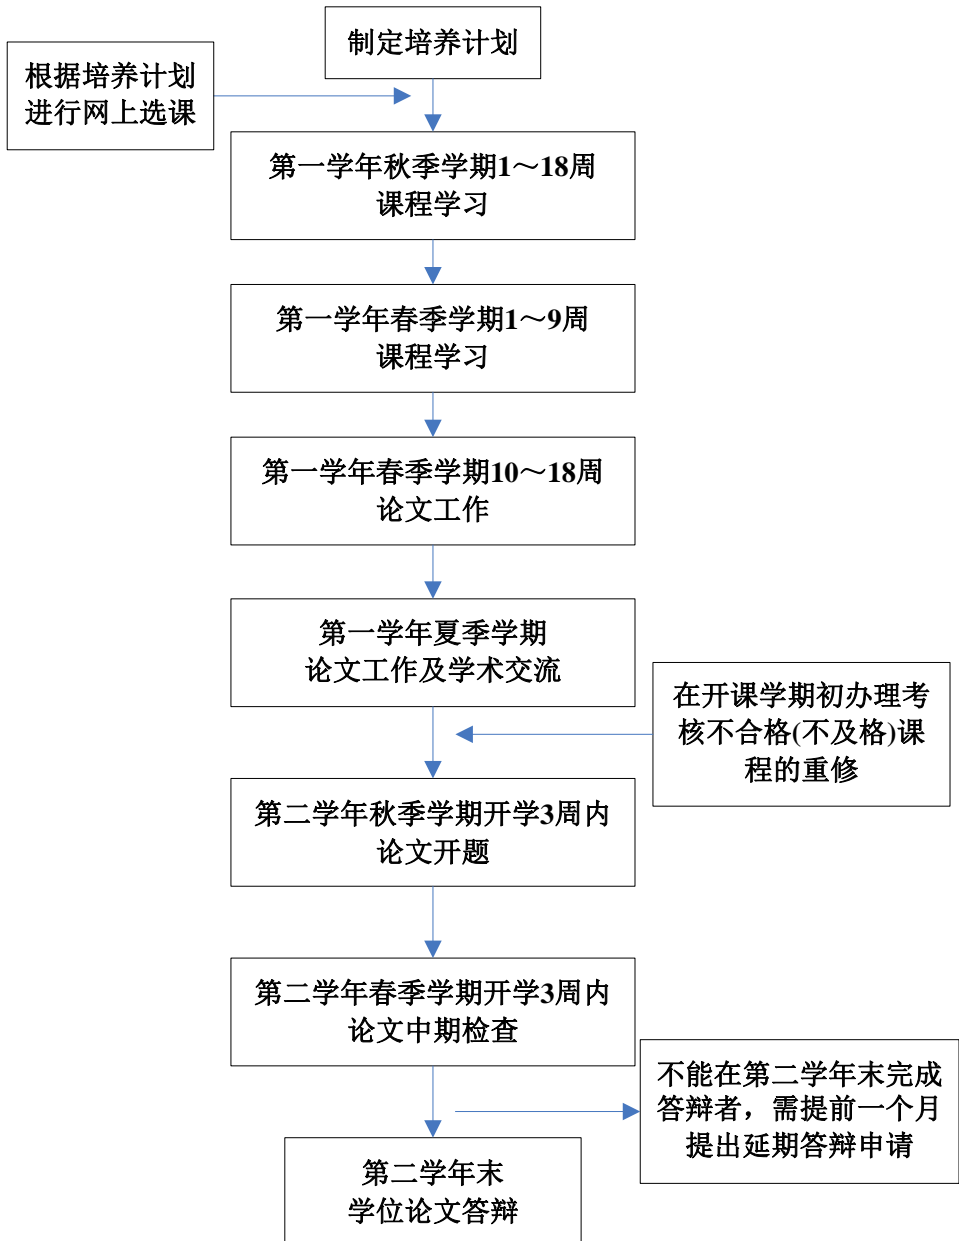 制定培养计划
根据培养计划
进行网上选课
第一学年秋季学期1～18周
课程学习
第一学年春季学期1～9周
课程学习
第一学年春季学期10～18周
论文工作
第一学年夏季学期
论文工作及学术交流
在开课学期初办理考
核不合格(不及格)课
程的重修
第二学年秋季学期开学3周内
论文开题
第二学年春季学期开学3周内
论文中期检查
不能在第二学年末完成
答辩者，需提前一个月
提出延期答辩申请
第二学年末
学位论文答辩